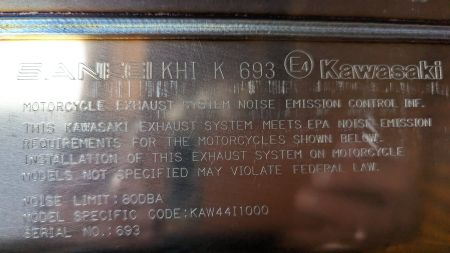 SANKEI KHI K 693 E4 Kawasaki
MOTORCYCLE EXHAUST SYSTEM NOISE EMISSION CONTROL INF.
THIS KAWASAKI EXHAUST SYSTEM MEETS EPA NOISE EMISSION
REQUIREMENTS FOR THE MOTORCYCLES SHOWN BELOW.
INSTALLATION OF THIS EXHAUST SYSTEM ON MOTORCYCLE
MODELS NOT SPECIFIED MAY VIOLATE FEDERAL LAW.
NOISE LIMIT:80DBA
MODEL SPECIFIC CODE:KAW44I1000
SERIAL NO.:693